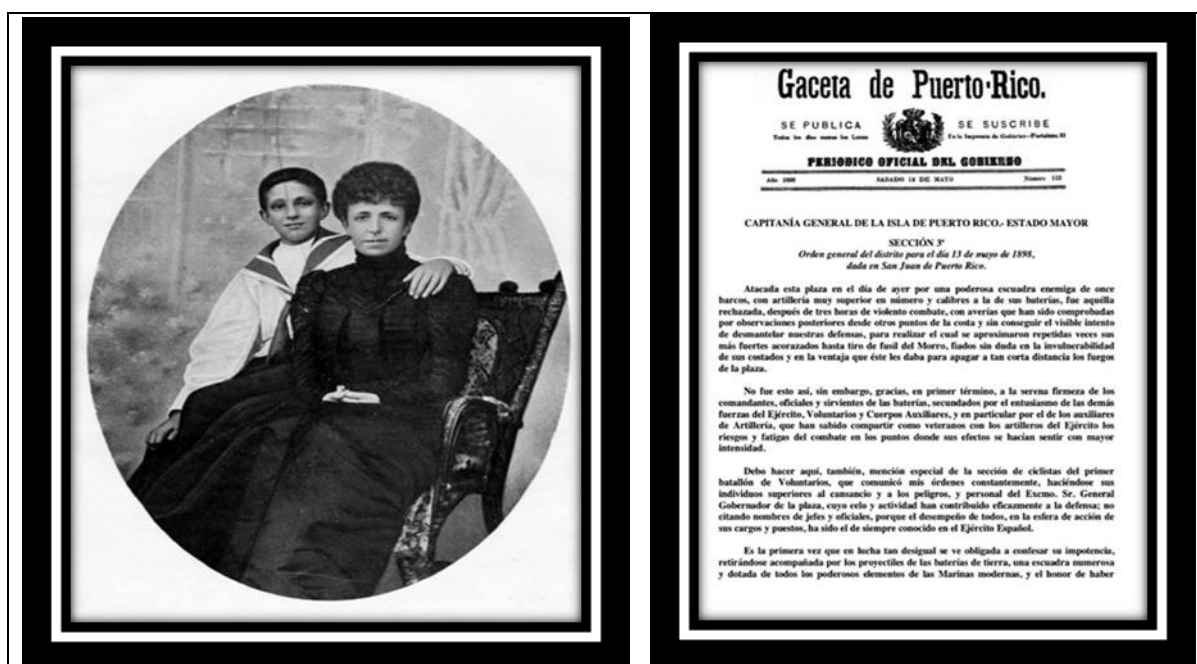 Gaceta de Puerto-Rico.
SE PUBLICA
SE SUSCRIBE
Todos los dias menos los Lunes
En la Imprenta de Gobierno—Fortaleza
PERIODICO OFICIAL DEL GOBIERNO
Año 1898
SABADO 14 DE MAYO
Número 113
CAPITANÍA GENERAL DE LA ISLA DE PUERTO RICO.- ESTADO MAYOR
SECCIÓN 3ª
Orden general del distrito para el día 13 de mayo de 1898,
dada en San Juan de Puerto Rico.
Atacada esta plaza en el día de ayer por una poderosa escuadra enemiga de once
barcos, con artillería muy superior en número y calibres a la de sus baterías, fue aquélla
rechazada, después de tres horas de violento combate, con averías que han sido comprobadas
por observaciones posteriores desde otros puntos de la costa y sin conseguir el visible intento
de desmantelar nuestras defensas, para realizar el cual se aproximaron repetidas veces sus
más fuertes acorazados hasta tiro de fusil del Morro, fiados sin duda en la invulnerabilidad
de sus costados y en la ventaja que éste les daba para apagar a tan corta distancia los fuegos
de la plaza.
No fue esto así, sin embargo, gracias, en primer término, a la serena firmeza de los
comandantes, oficiales y sirvientes de las baterías, secundados por el entusiasmo de las demás
fuerzas del Ejército, Voluntarios y Cuerpos Auxiliares, y en particular por el de los auxiliares
de Artillería, que han sabido compartir como veteranos con los artilleros del Ejército los
riesgos y fatigas del combate en los puntos donde sus efectos se hacían sentir con mayor
intensidad.
Debo hacer aquí, también, mención especial de la sección de ciclistas del primer
batallón de Voluntarios, que comunicó mis órdenes constantemente, haciéndose sus
individuos superiores al cansancio y a los peligros, y personal del Excmo. Sr. General
Gobernador de la plaza, cuyo celo y actividad han contribuido eficazmente a la defensa; no
citando nombres de jefes y oficiales, porque el desempeño de todos, en la esfera de acción de
sus cargos y puestos, ha sido el de siempre conocido en el Ejército Español.
Es la primera vez que en lucha tan desigual se ve obligada a confesar su impotencia,
retirándose acompañada por los proyectiles de las baterías de tierra, una escuadra numerosa
y dotada de todos los poderosos elementos de las Marinas modernas, y el honor de haber